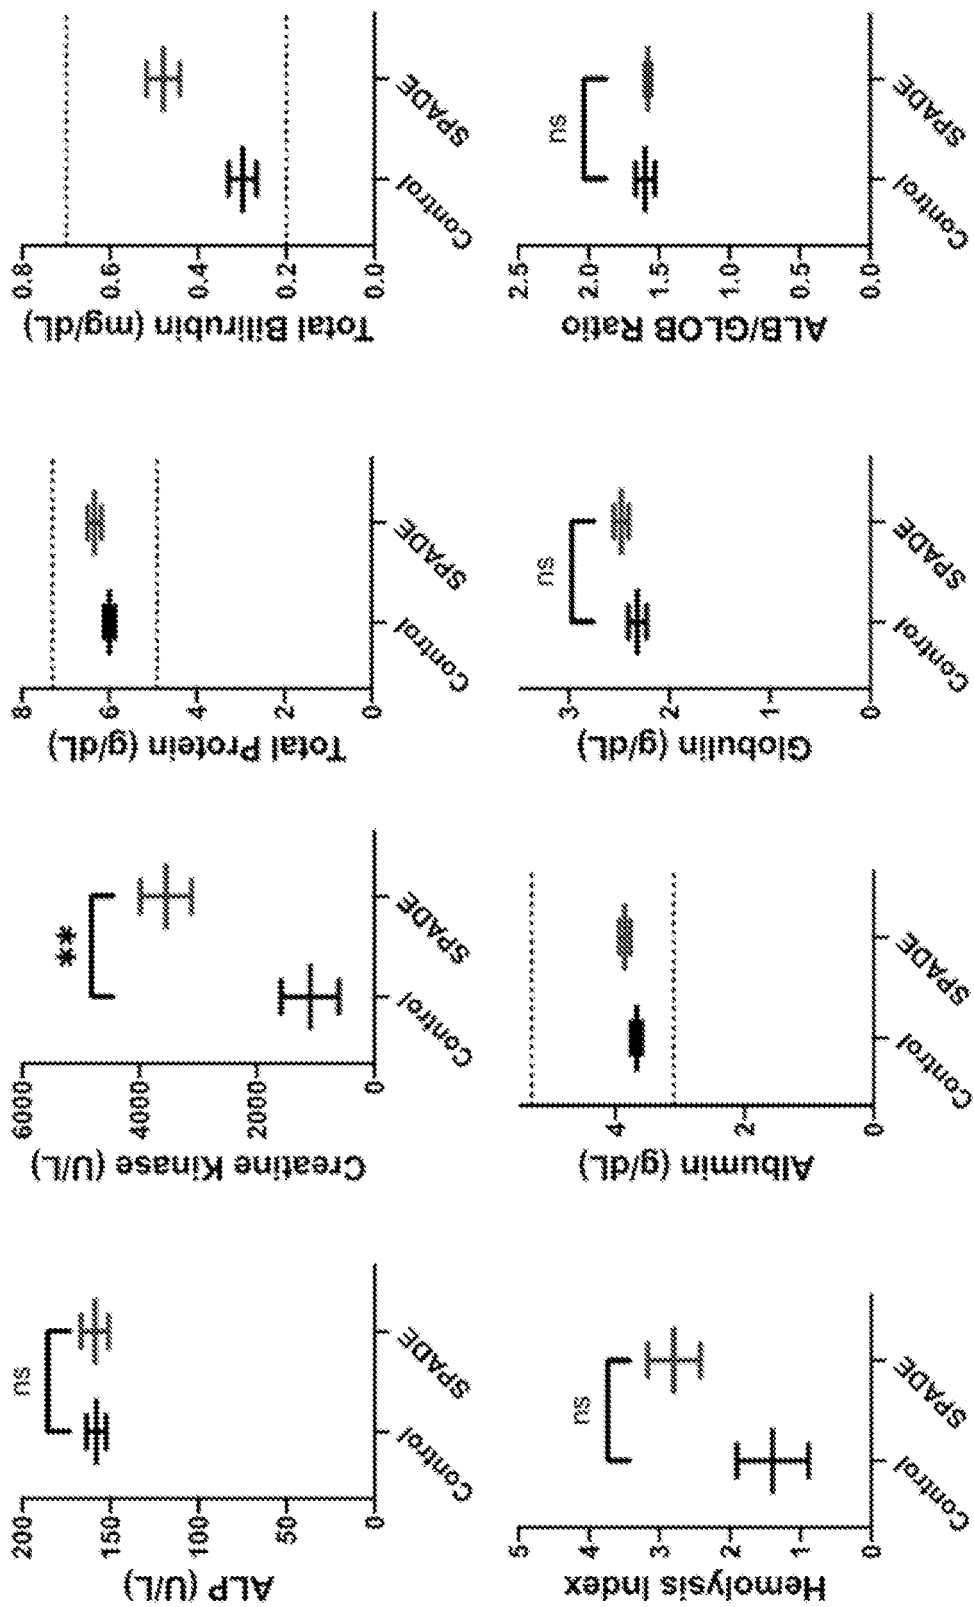 ALP (U/L)
200
150
100
50
0
ns
Control
SPADE
Creatine Kinase (U/L)
6000
4000
2000
0
**
Control
SPADE
Total Protein (g/dL)
8
6
4
2
0
Control
SPADE
Total Bilirubin (mg/dL)
0.8
0.6
0.4
0.2
0.0
Control
SPADE
Hemolysis Index
5
4
3
2
1
0
ns
Control
SPADE
Albumin (g/dL)
4
2
0
Control
SPADE
Globulin (g/dL)
3
2
1
0
ns
Control
SPADE
ALB/GLOB Ratio
2.5
2.0
1.5
1.0
0.5
0.0
ns
Control
SPADE